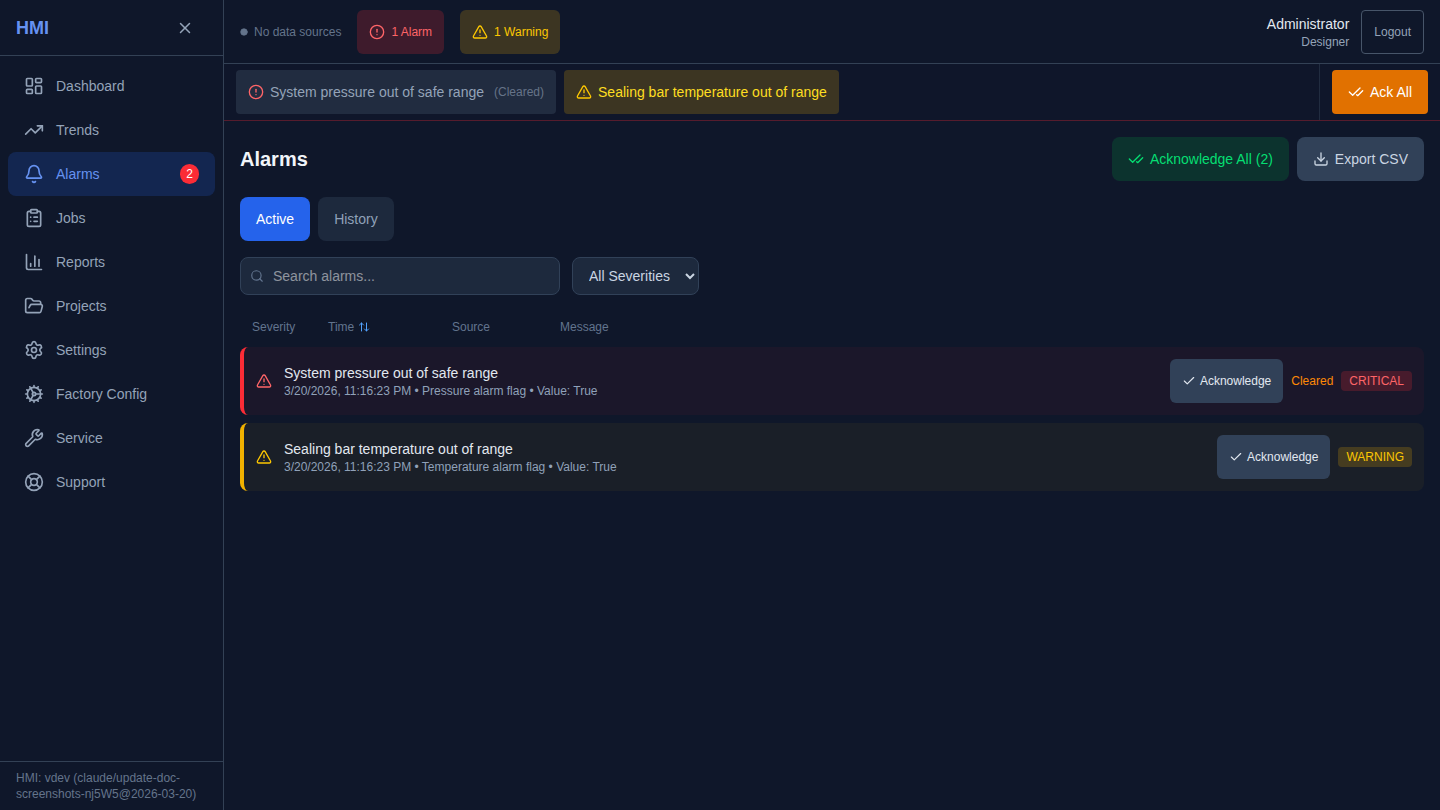 HMI
No data sources
1 Alarm
1 Warning
Administrator
Designer
Logout
System pressure out of safe range (Cleared)
Sealing bar temperature out of range
Ack All
Dashboard
Trends
Alarms 2
Jobs
Reports
Projects
Settings
Factory Config
Service
Support
HMI: vdev (claude/update-doc-
screenshots-nj5W5@2026-03-20)
Alarms
Acknowledge All (2)
Export CSV
Active
History
Search alarms...
All Severities
Severity Time Source Message
System pressure out of safe range
3/20/2026, 11:16:23 PM • Pressure alarm flag • Value: True
Acknowledge Cleared CRITICAL
Sealing bar temperature out of range
3/20/2026, 11:16:23 PM • Temperature alarm flag • Value: True
Acknowledge WARNING